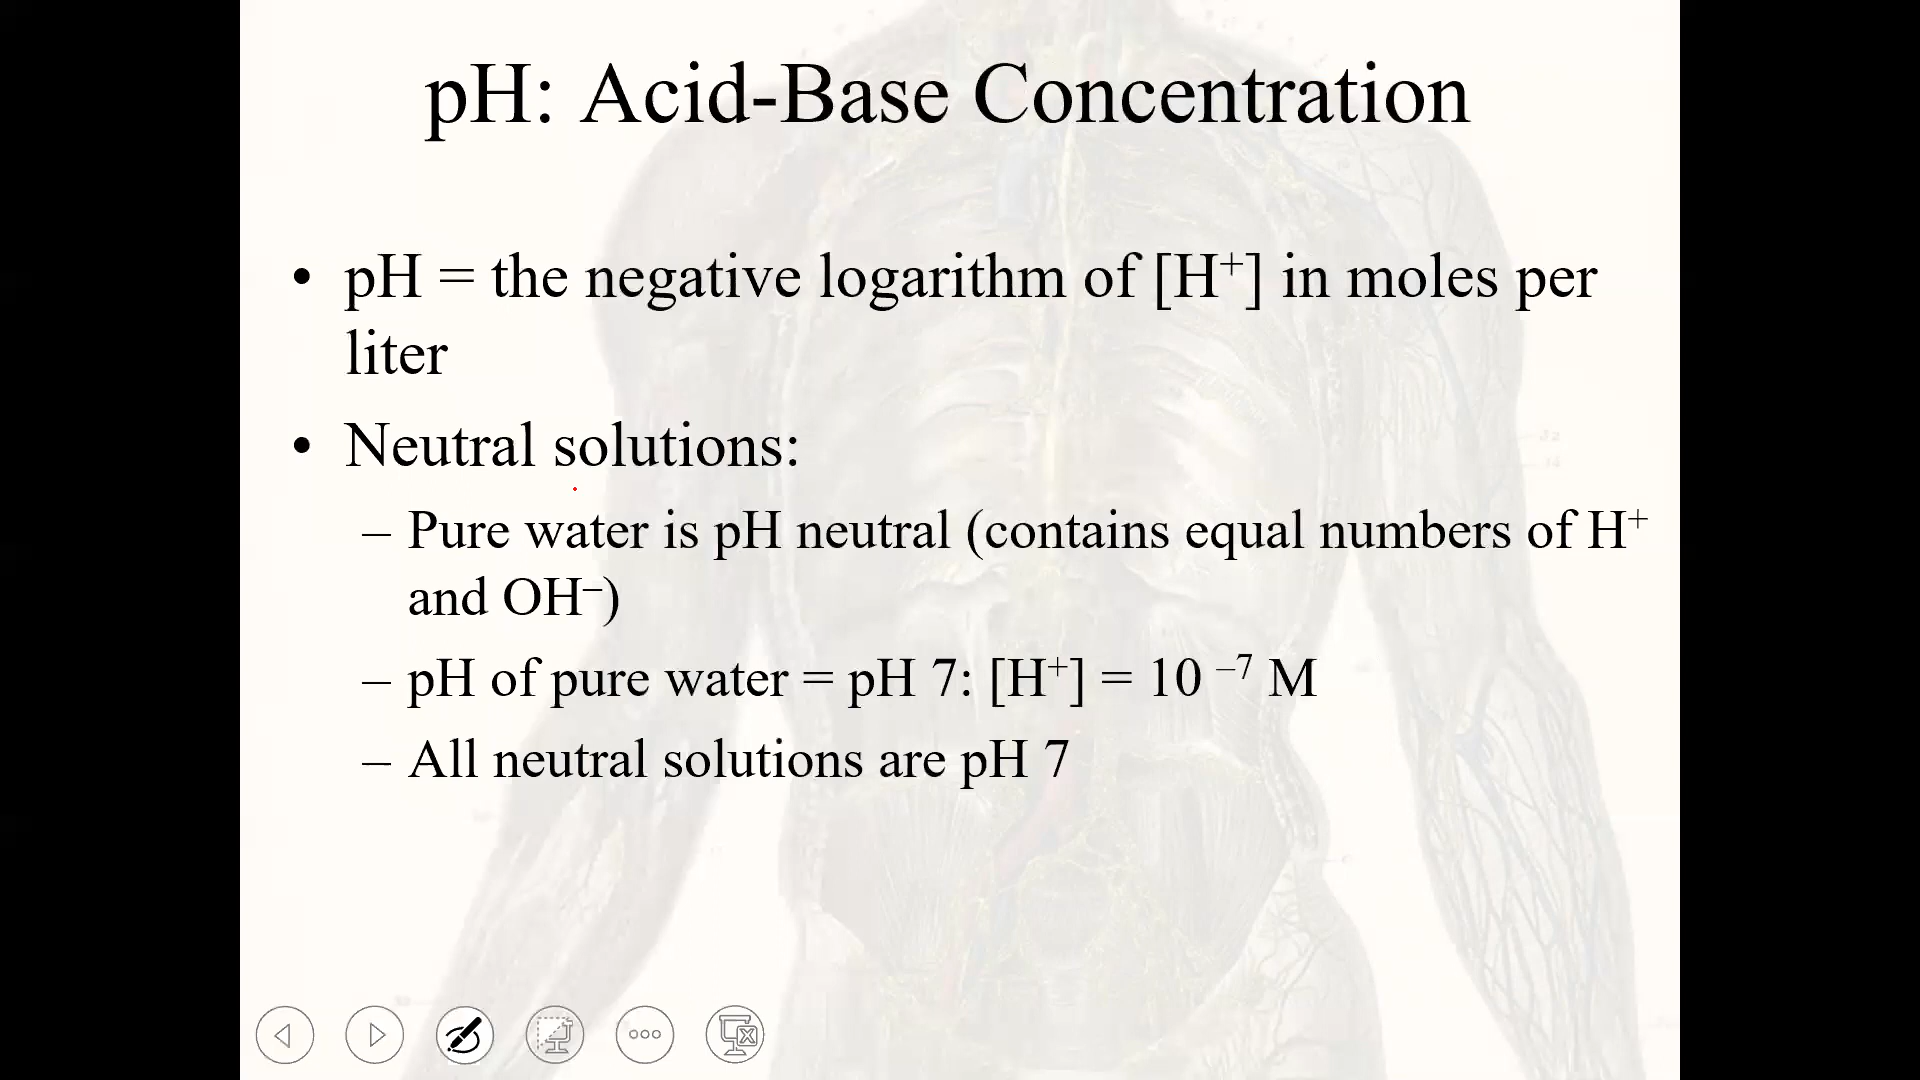 pH: Acid-Base Concentration
• pH = the negative logarithm of [H⁺] in moles per
liter
• Neutral solutions:
– Pure water is pH neutral (contains equal numbers of H⁺
and OH⁻)
– pH of pure water = pH 7: [H⁺] = 10 ⁻⁷ M
– All neutral solutions are pH 7